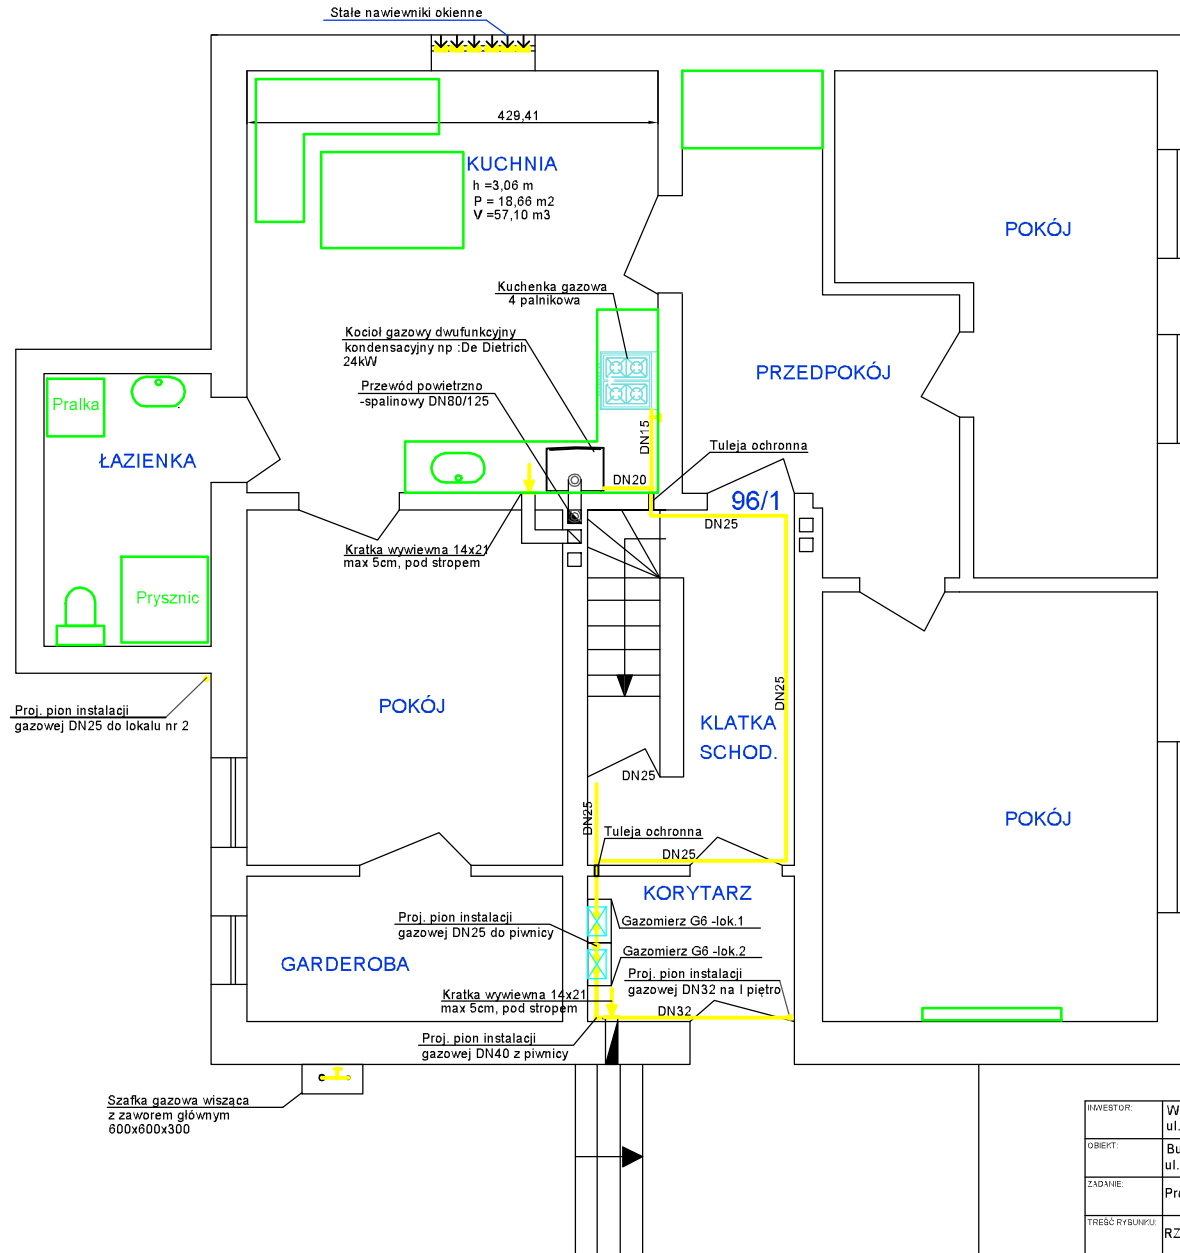 Stałe nawiewniki okienne
429,41
KUCHNIA
h =3,06 m
P = 18,66 m2
V =57,10 m3
POKÓJ
Kuchenka gazowa
4 palnikowa
Kocioł gazowy dwufunkcyjny
kondensacyjny np :De Dietrich
24kW
Przewód powietrzno
-spalinowy DN80/125
PRZEDPOKÓJ
Pralka
ŁAZIENKA
DN15
Tuleja ochronna
DN20
96/1
DN25
Kratka wywiewna 14x21
max 5cm, pod stropem
Prysznic
Proj. pion instalacji
gazowej DN25 do lokalu nr 2
POKÓJ
DN25
KLATKA
SCHOD.
DN25
DN25
Tuleja ochronna
DN25
POKÓJ
KORYTARZ
Proj. pion instalacji
gazowej DN25 do piwnicy
Gazomierz G6 -lok.1
GARDEROBA
Gazomierz G6 -lok.2
Proj. pion instalacji
gazowej DN32 na I piętro
Kratka wywiewna 14x21
max 5cm, pod stropem
DN32
Proj. pion instalacji
gazowej DN40 z piwnicy
Szafka gazowa wisząca
z zaworem głównym
600x600x300
INWESTOR:
W
ul.
OBIEKT:
Bu
ul.
ZADANIE:
Pro
TREŚĆ RYSUNKU:
RZ